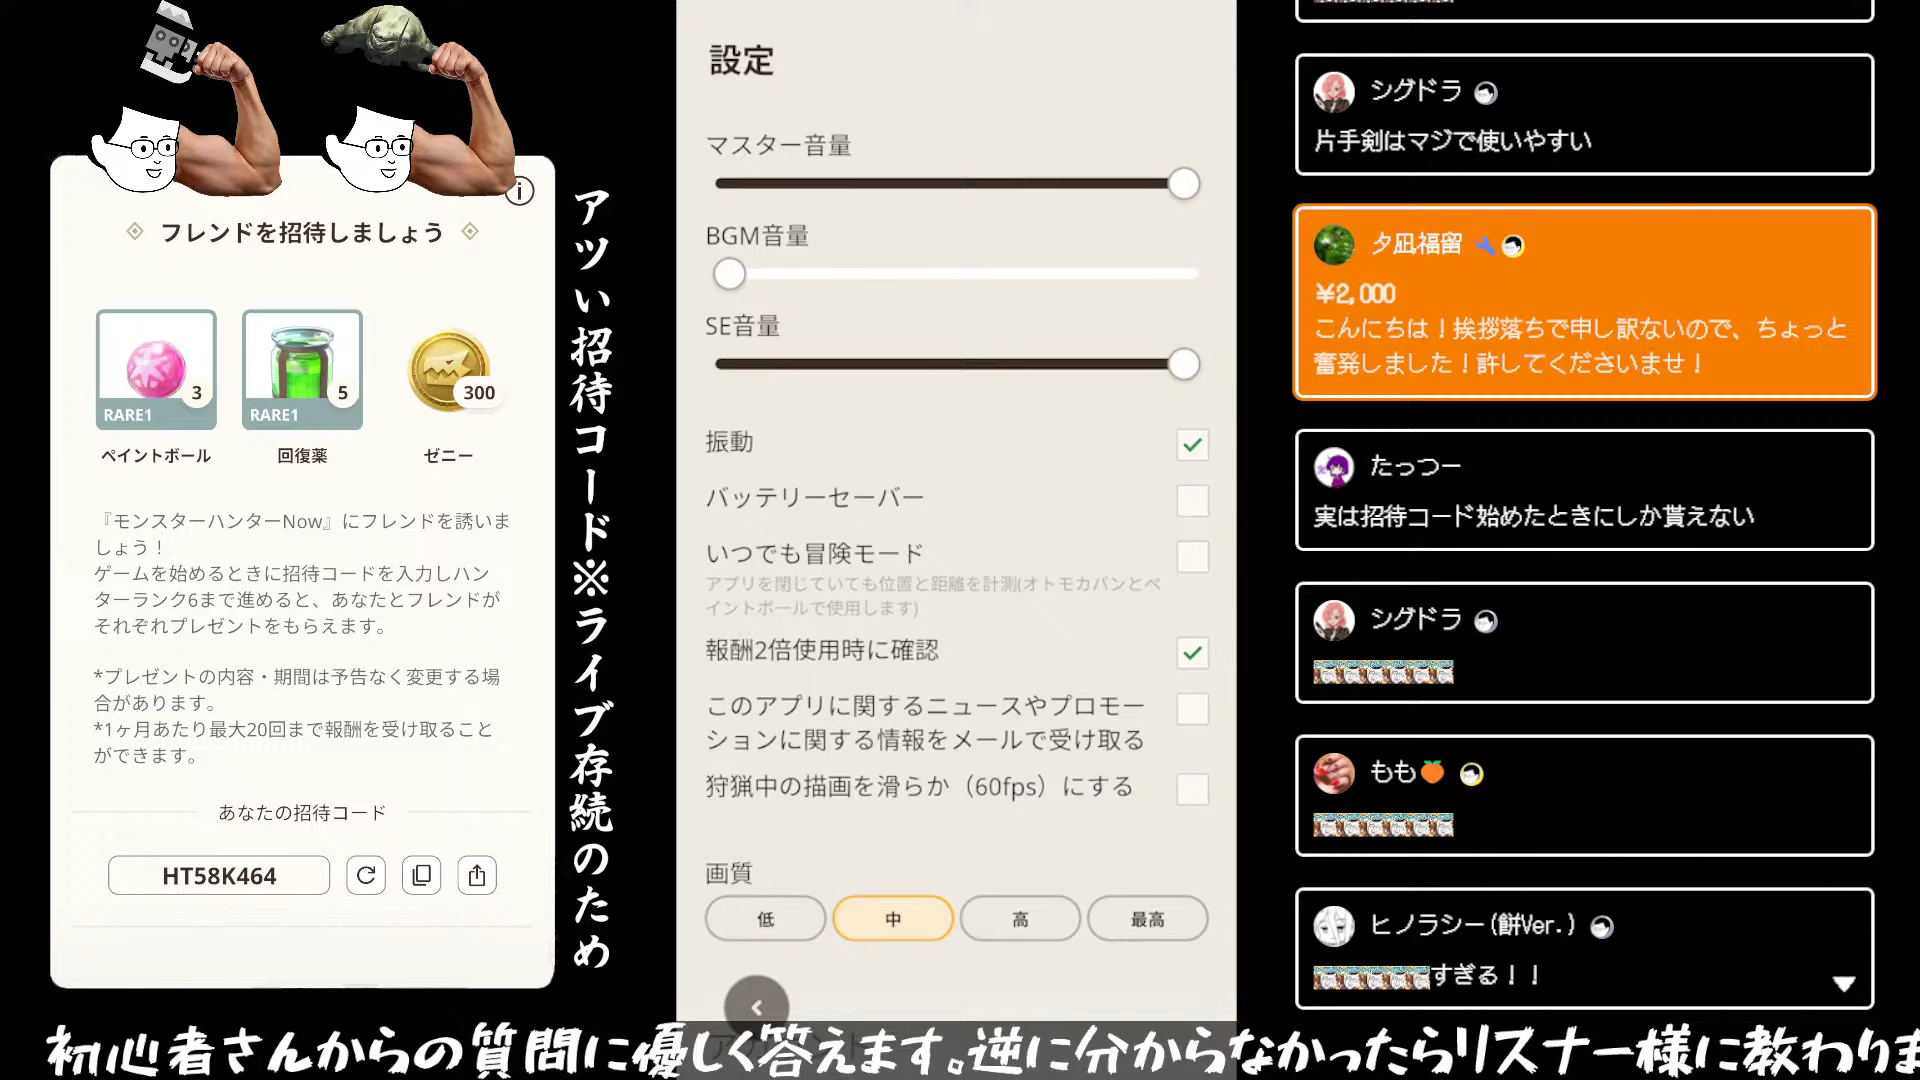 フレンドを招待しましょう
3
RARE1
ペイントボール
5
RARE1
回復薬
300
ゼニー
『モンスターハンターNow』にフレンドを誘いま
しょう！
ゲームを始めるときに招待コードを入力しハン
ターランク6まで進めると、あなたとフレンドが
それぞれプレゼントをもらえます。
*プレゼントの内容・期間は予告なく変更する場
合があります。
*1ヶ月あたり最大20回まで報酬を受け取ること
ができます。
あなたの招待コード
HT58K464
アツい招待コード※ライブ存続のため
設定
マスター音量
BGM音量
SE音量
振動
バッテリーセーバー
いつでも冒険モード
アプリを閉じていても位置と距離を計測(オトモカバンとペ
イントボールで使用します)
報酬2倍使用時に確認
このアプリに関するニュースやプロモー
ションに関する情報をメールで受け取る
狩猟中の描画を滑らか（60fps）にする
画質
低
中
高
最高
シグドラ
片手剣はマジで使いやすい
夕凪福留
¥2,000
こんにちは！挨拶落ちで申し訳ないので、ちょっと
奮発しました！許してくださいませ！
たっつー
実は招待コード始めたときにしか貰えない
シグドラ
もも🍊
ヒノラシー(餅Ver.)
すぎる！！
初心者さんからの質問に優しく答えます。逆に分からなかったらリスナー様に教わりま